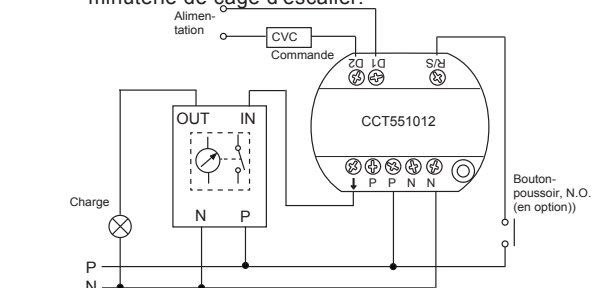 minuterie de cage d'escalier.
Alimen-
tation
CVC
Commande
D2 D1 R/S
OUT IN
CCT551012
P P N N
Bouton-
poussoir, N.O.
(en option))
Charge
N P
P
N